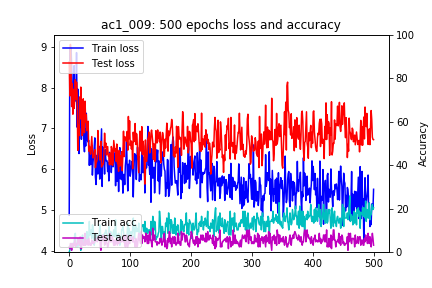 ac1_009: 500 epochs loss and accuracy
Train loss
Test loss
Train acc
Test acc
Loss
Accuracy
9
8
7
6
5
4
100
80
60
40
20
0
0 100 200 300 400 500